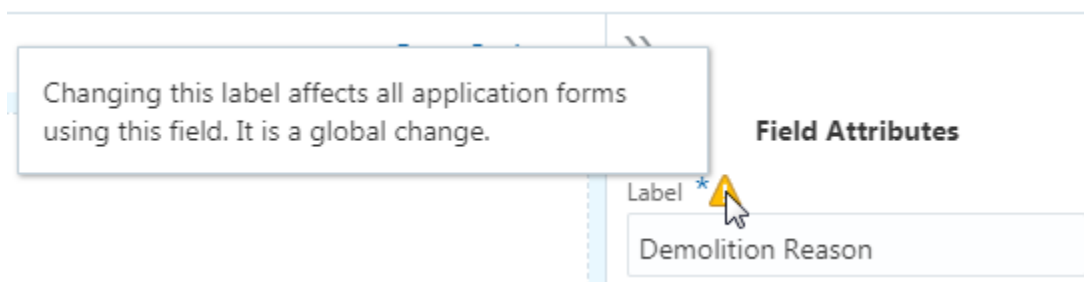 Changing this label affects all application forms
using this field. It is a global change.
Field Attributes
Label *
Demolition Reason